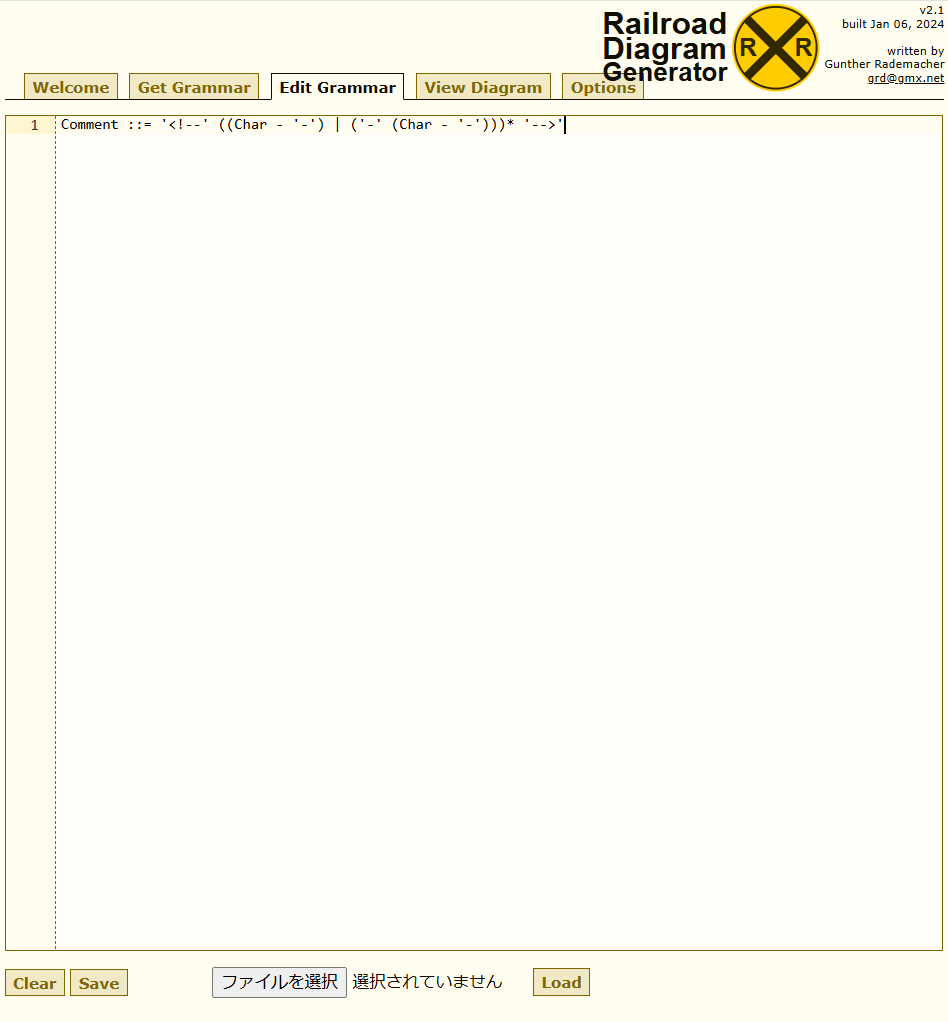 Railroad
Diagram
Generator
R R
v2.1
built Jan 06, 2024
written by
Gunther Rademacher
grd@gmx.net
Welcome Get Grammar Edit Grammar View Diagram Options
1 Comment ::= '<!--' ((Char - '-') | ('-' (Char - '-')))* '-->'
Clear Save ファイルを選択 選択されていません Load